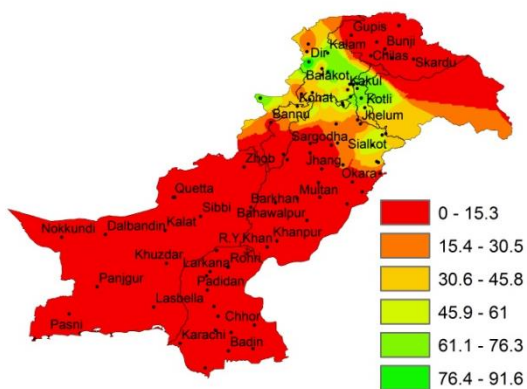 Gupis
Kalam Bunji
Dir Chilas
Skardu
Balakot
Kakul
Kohat Kotli
Bannu Jhelum
Sargodha
Sialkot
Zhob Jhang
Okara
Quetta Multan
Sibbi Barkhan
Nokkundi Dalbandin Kalat Bahawalpur
R.Y.Khan Khanpur
Khuzdar Larkana Rohri
Panjgur Padidan
Lasbella
Pasni Chhor
Karachi Badin
0 - 15.3
15.4 - 30.5
30.6 - 45.8
45.9 - 61
61.1 - 76.3
76.4 - 91.6